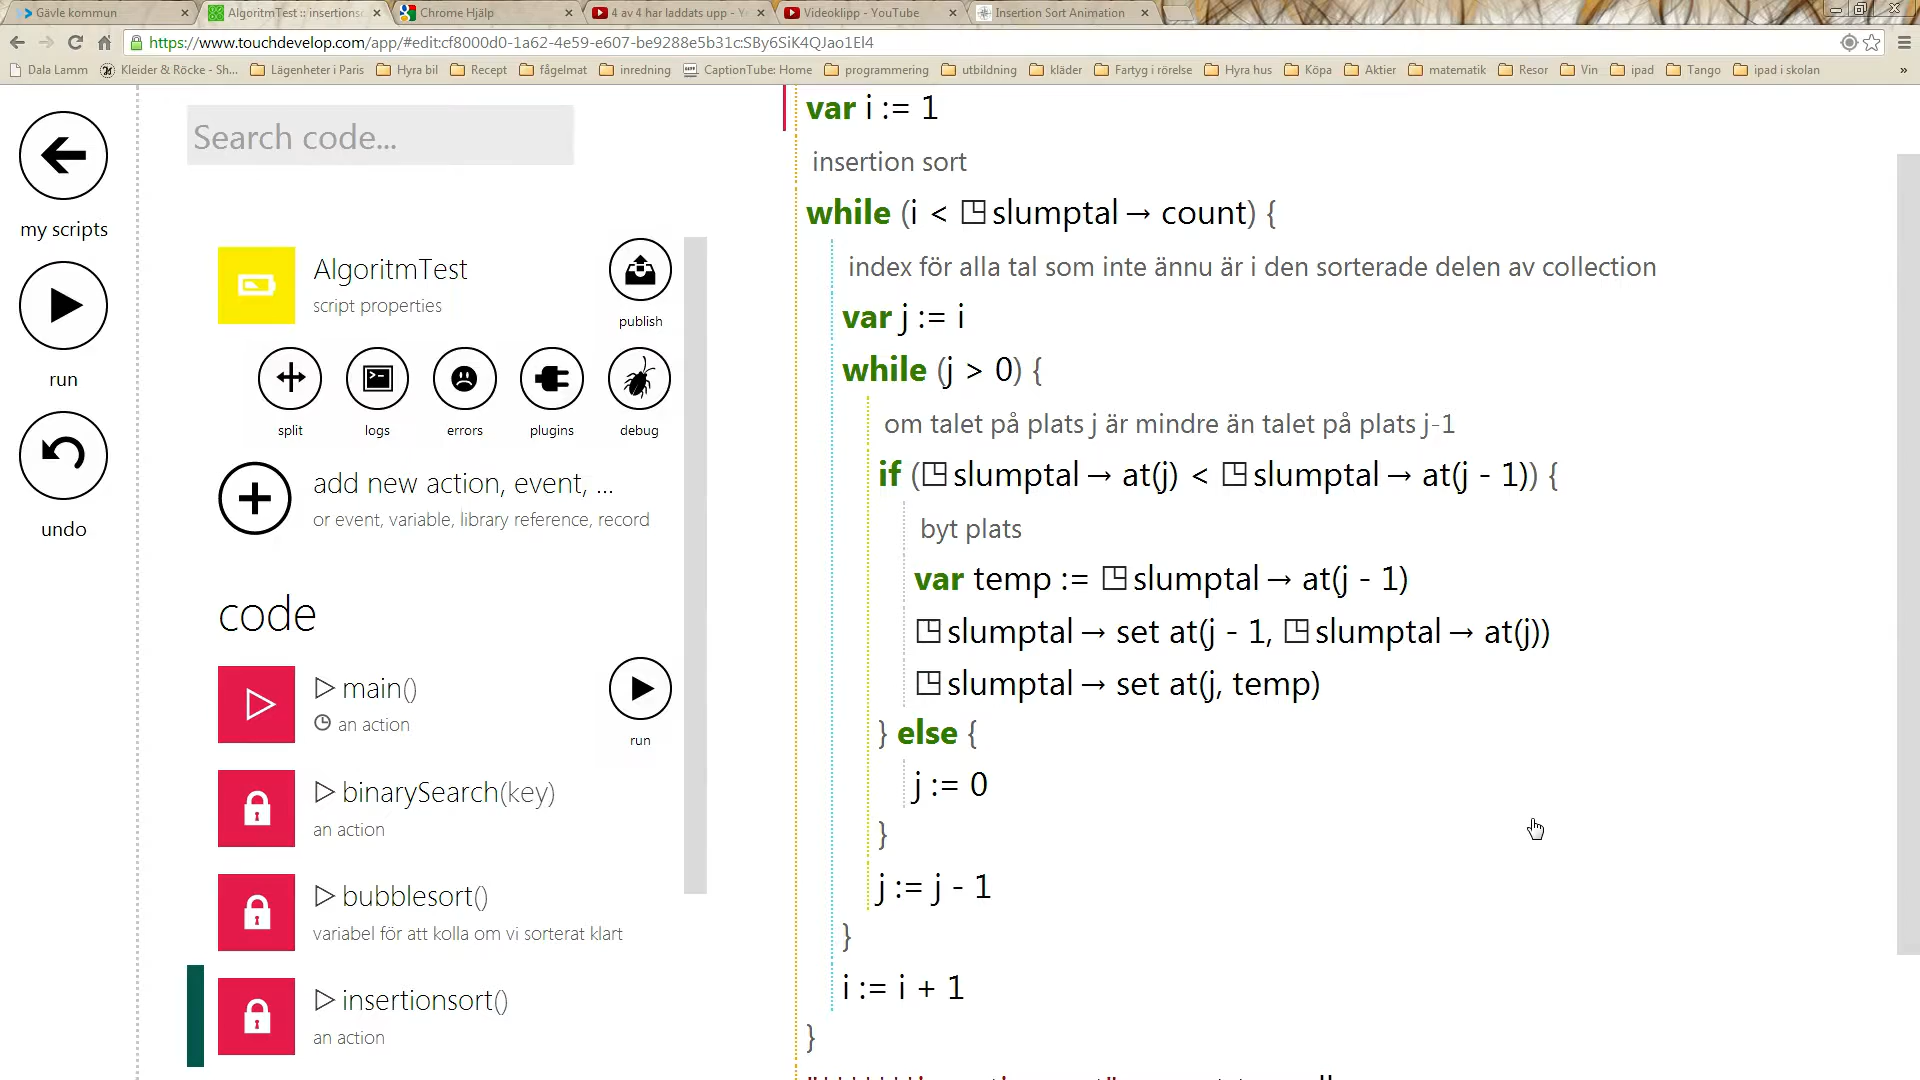 Gävle kommun
AlgoritmTest :: insertions
Chrome Hjälp
4 av 4 har laddats upp - Y
Videoklipp - YouTube
Insertion Sort Animation
https://www.touchdevelop.com/app/#edit:cf8000d0-1a62-4e59-e607-be9288e5b31c:SBy6SiK4QJao1El4
Dala Lamm
Kleider & Röcke - Sh...
Lägenheter i Paris
Hyra bil
Recept
fågelmat
inredning
CaptionTube: Home
programmering
utbildning
kläder
Fartyg i rörelse
Hyra hus
Köpa
Aktier
matematik
Resor
Vin
ipad
Tango
ipad i skolan
»
my scripts
run
undo
Search code...
AlgoritmTest
script properties
publish
split
logs
errors
plugins
debug
add new action, event, ...
or event, variable, library reference, record
code
main()
an action
run
binarySearch(key)
an action
bubblesort()
variabel för att kolla om vi sorterat klart
insertionsort()
an action
var i := 1
insertion sort
while (i < slumptal → count) {
index för alla tal som inte ännu är i den sorterade delen av collection
var j := i
while (j > 0) {
om talet på plats j är mindre än talet på plats j-1
if (slumptal → at(j) < slumptal → at(j - 1)) {
byt plats
var temp := slumptal → at(j - 1)
slumptal → set at(j - 1, slumptal → at(j))
slumptal → set at(j, temp)
} else {
j := 0
}
j := j - 1
}
i := i + 1
}